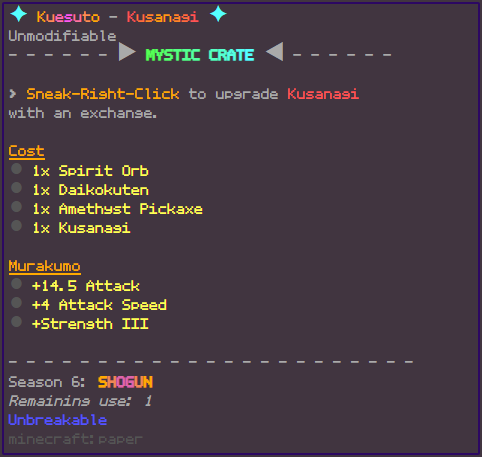 ✦ Kuesuto - Kusanagi ✦
Unmodifiable
- - - - - - ▶ MYSTIC CRATE ◀ - - - - - -
> Sneak-Right-Click to upgrade Kusanagi
with an exchange.
Cost
● 1x Spirit Orb
● 1x Daikokuten
● 1x Amethyst Pickaxe
● 1x Kusanagi
Murakumo
● +14.5 Attack
● +4 Attack Speed
● +Strength III
- - - - - - - - - - - - - - - - - - - - - - - - -
Season 6: SHOGUN
Remaining use: 1
Unbreakable
minecraft:paper